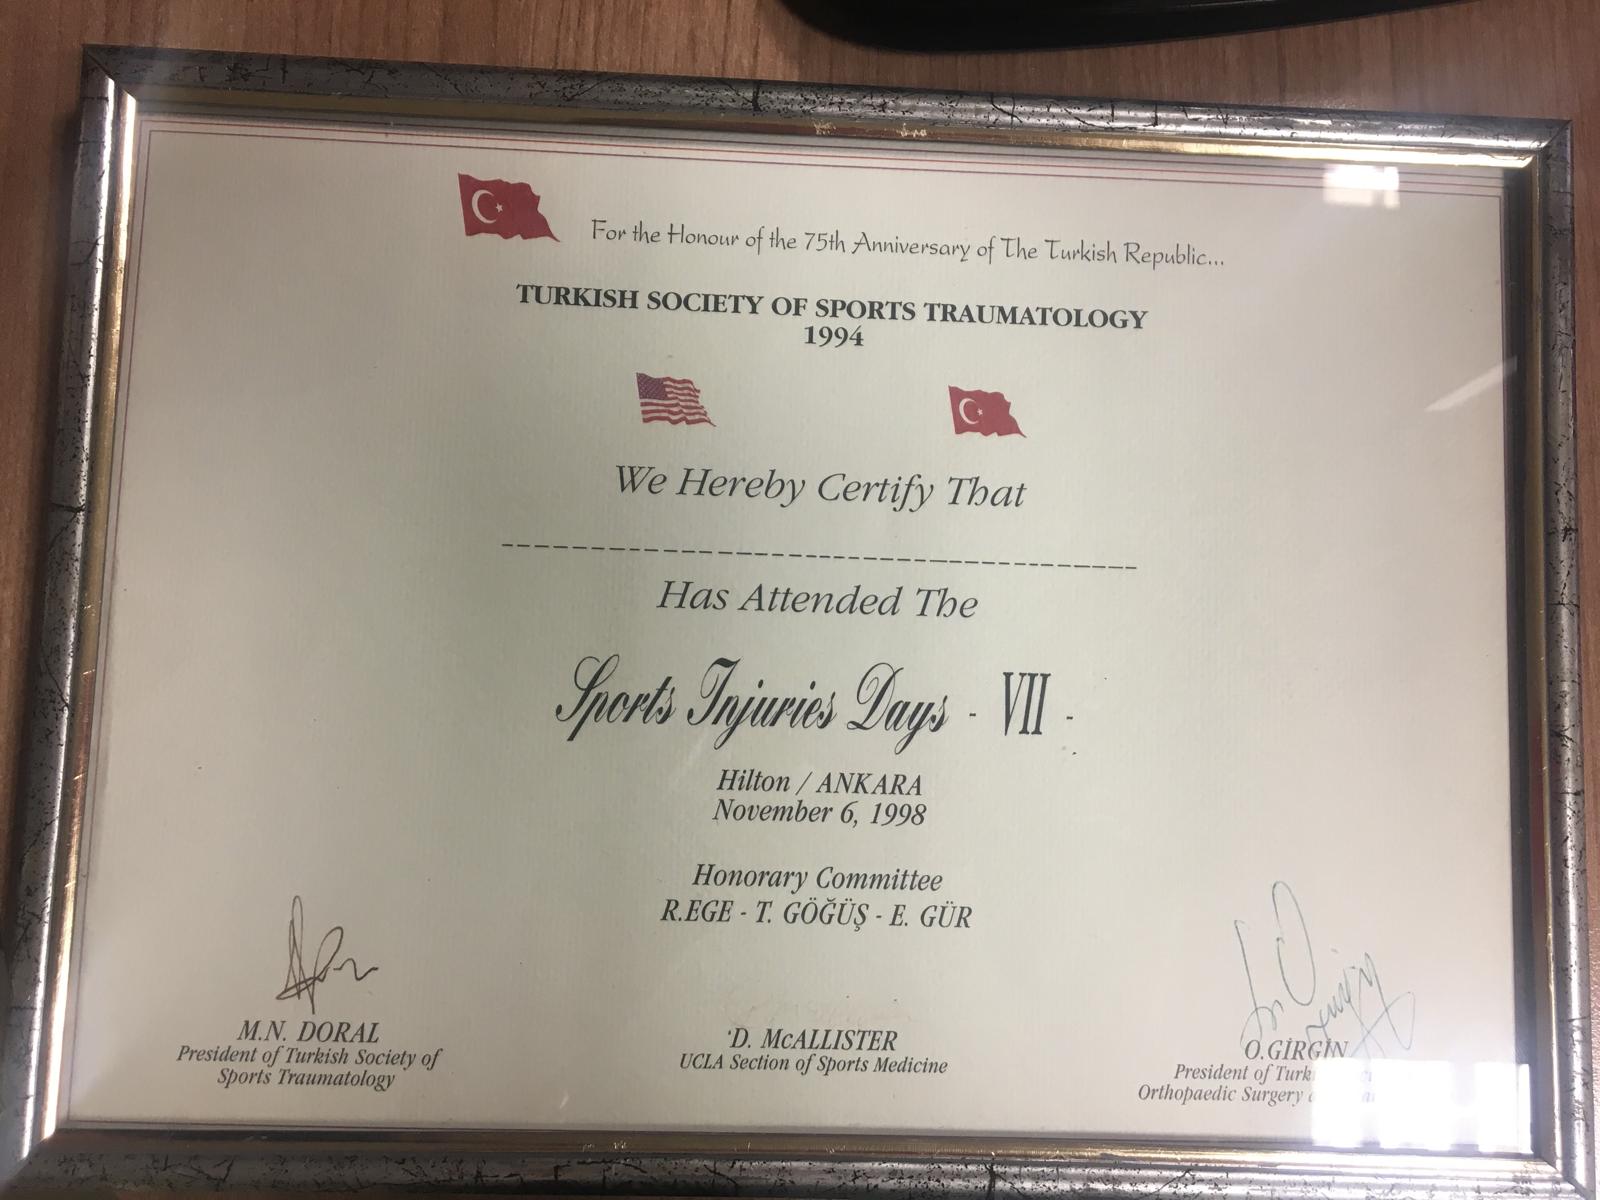 For the Honour of the 75th Anniversary of The Turkish Republic...
TURKISH SOCIETY OF SPORTS TRAUMATOLOGY
1994
We Hereby Certify That
Has Attended The
Sports Injuries Days - VII -
Hilton / ANKARA
November 6, 1998
Honorary Committee
R.EGE - T. GÖĞÜŞ - E. GÜR
M.N. DORAL
President of Turkish Society of
Sports Traumatology
D. McALLISTER
UCLA Section of Sports Medicine
O.GİRGİN
President of
Orthopaedic Surgery